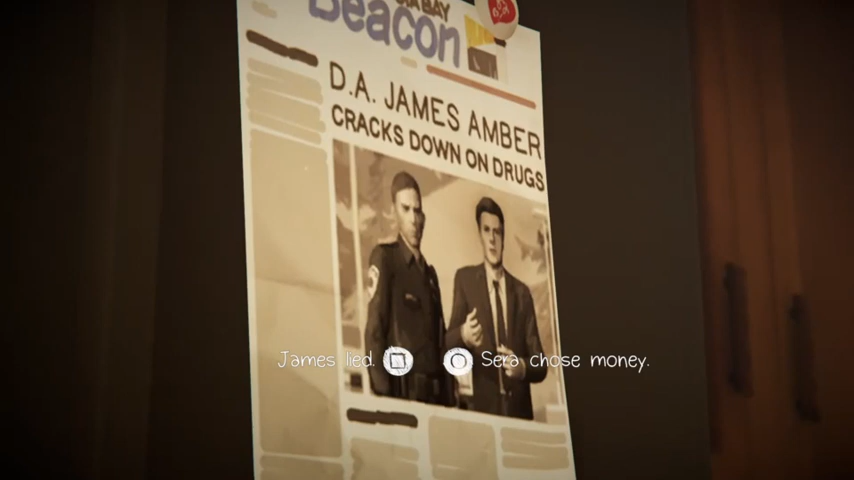 Beacon
D.A. JAMES AMBER
CRACKS DOWN ON DRUGS
James lied. Sera chose money.